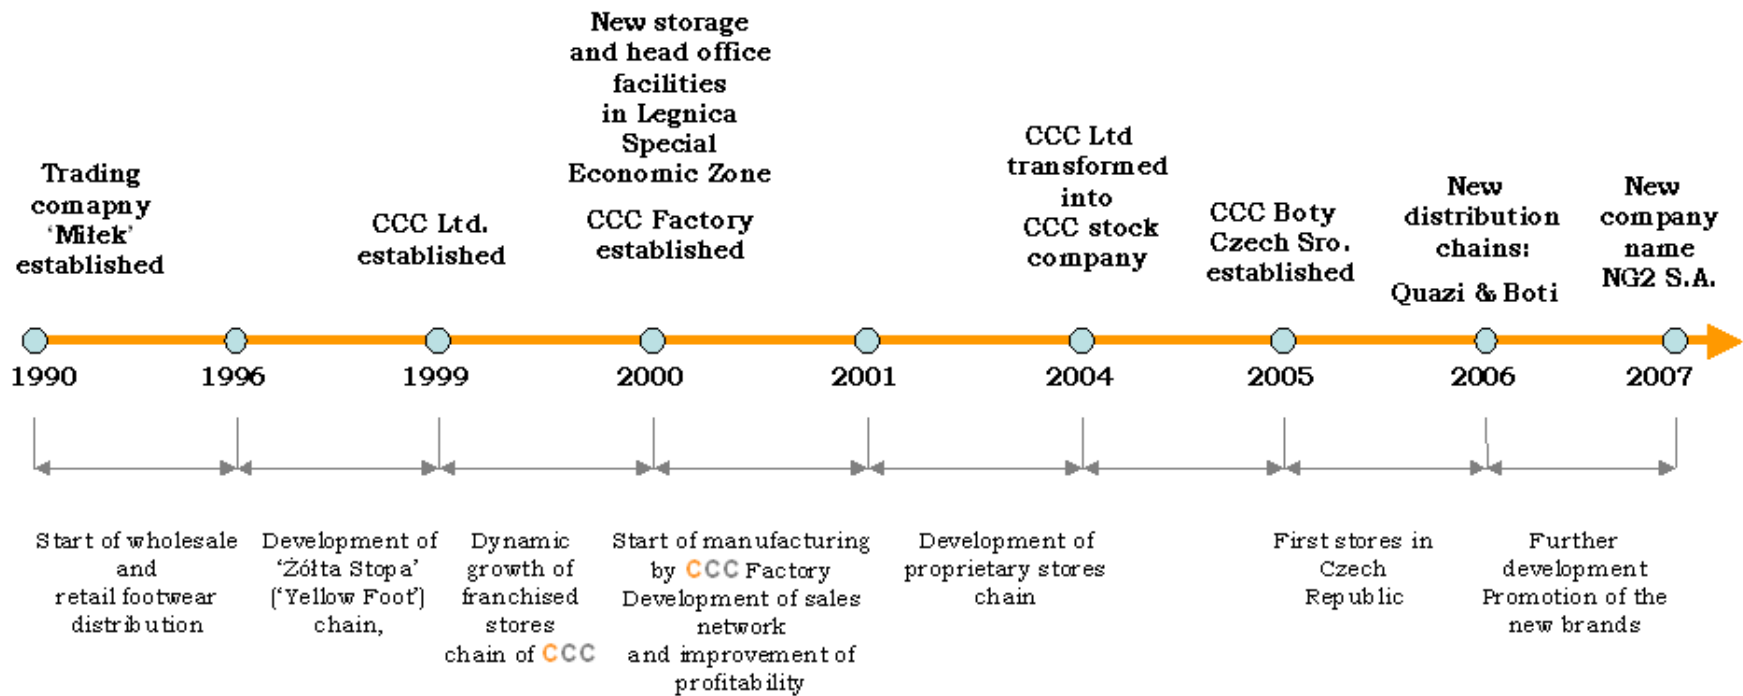 Trading
comapny
‘Miłek’
established
CCC Ltd.
established
New storage
and head office
facilities
in Legnica
Special
Economic Zone
CCC Factory
established
CCC Ltd
transformed
into
CCC stock
company
CCC Boty
Czech Sro.
established
New
distribution
chains:
Quazi & Boti
New
company
name
NG2 S.A.
1990
1996
1999
2000
2001
2004
2005
2006
2007
Start of wholesale
and
retail footwear
distribution
Development of
‘Żółta Stopa’
(‘Yellow Foot’)
chain,
Dynamic
growth of
franchised
stores
chain of CCC
Start of manufacturing
by CCC Factory
Development of sales
network
and improvement of
profitability
Development of
proprietary stores
chain
First stores in
Czech
Republic
Further
development
Promotion of the
new brands